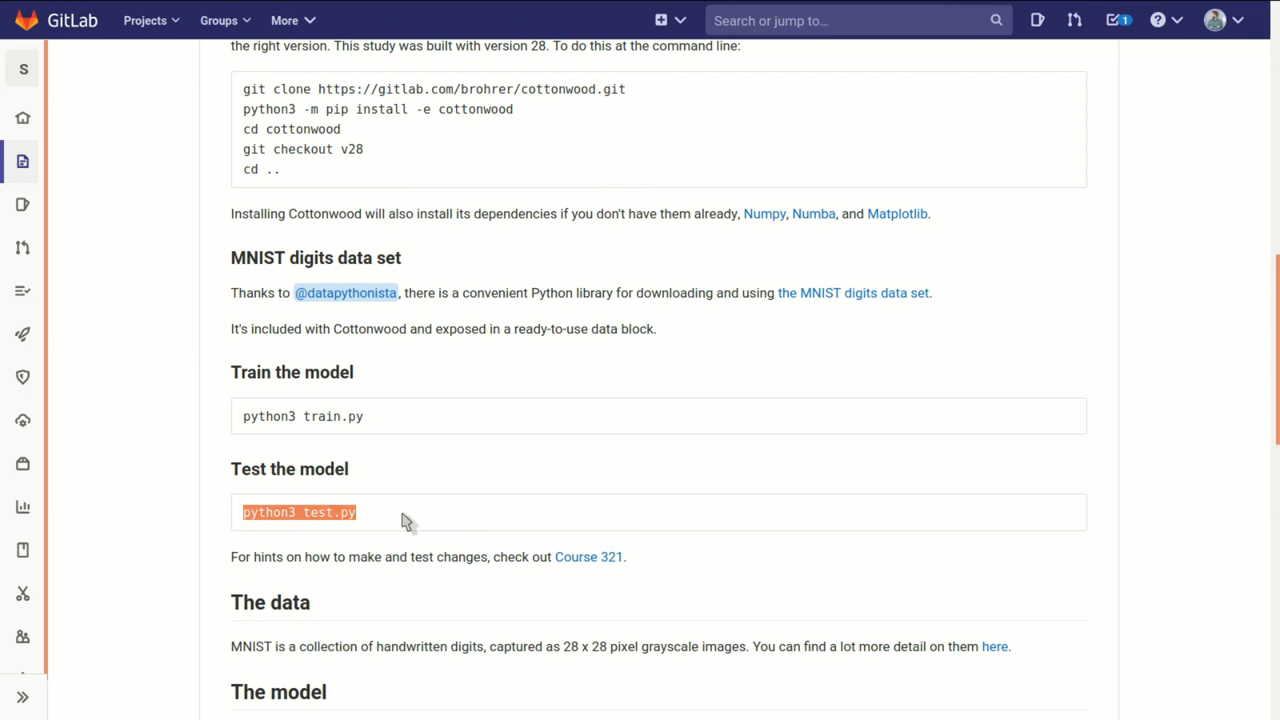 GitLab Projects Groups More Search or jump to... 1
S
the right version. This study was built with version 28. To do this at the command line:
git clone https://gitlab.com/brohrer/cottonwood.git
python3 -m pip install -e cottonwood
cd cottonwood
git checkout v28
cd ..
Installing Cottonwood will also install its dependencies if you don't have them already, Numpy, Numba, and Matplotlib.
MNIST digits data set
Thanks to @datapythonista, there is a convenient Python library for downloading and using the MNIST digits data set.
It's included with Cottonwood and exposed in a ready-to-use data block.
Train the model
python3 train.py
Test the model
python3 test.py
For hints on how to make and test changes, check out Course 321.
The data
MNIST is a collection of handwritten digits, captured as 28 x 28 pixel grayscale images. You can find a lot more detail on them here.
The model